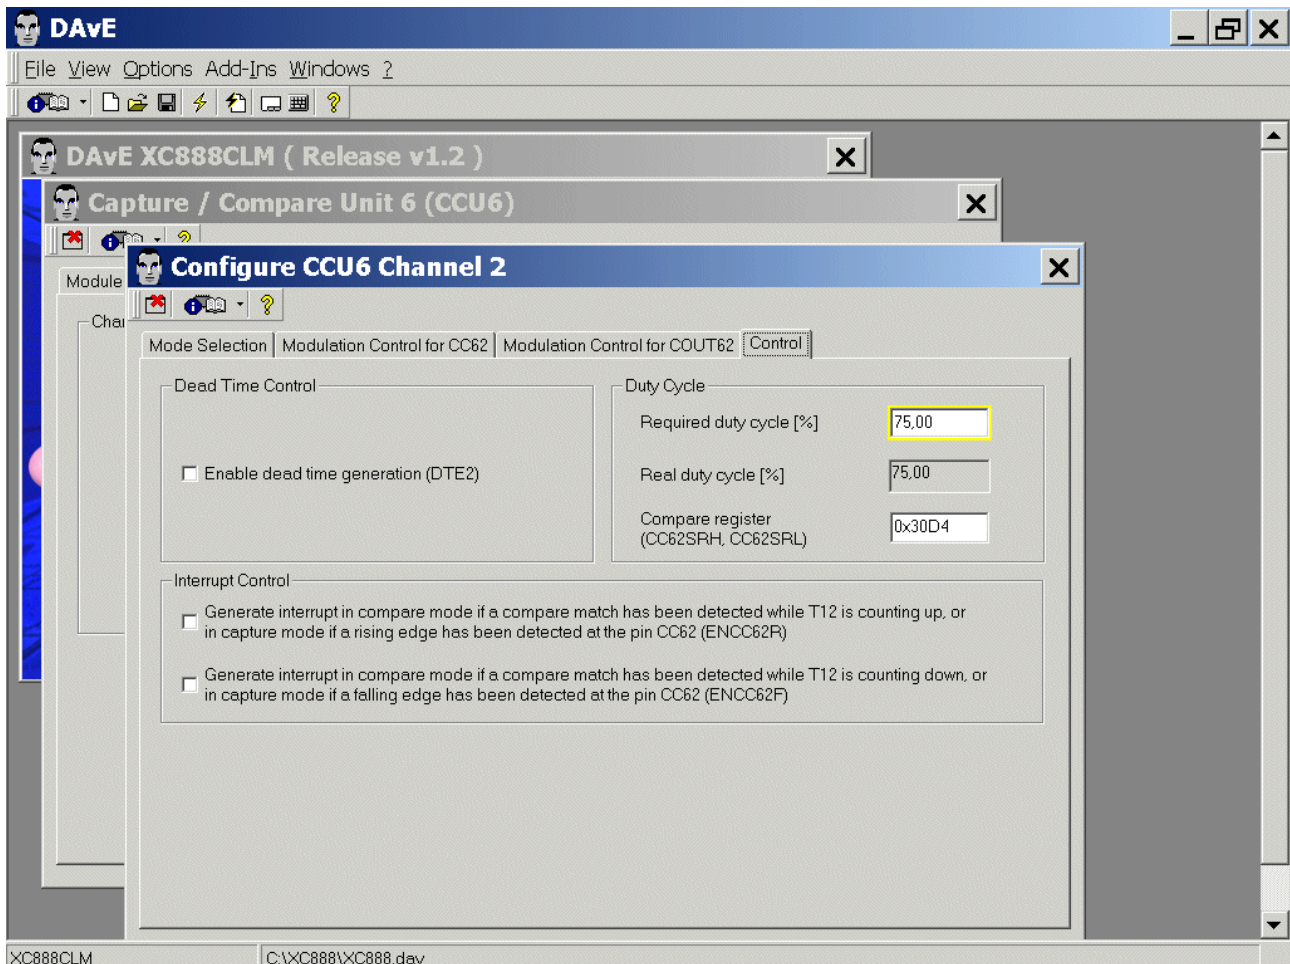 DAvE
File View Options Add-Ins Windows ?
DAvE XC888CLM ( Release v1.2 )
Capture / Compare Unit 6 (CCU6)
Module
Configure CCU6 Channel 2
Mode Selection Modulation Control for CC62 Modulation Control for COUT62 Control
Dead Time Control
Enable dead time generation (DTE2)
Duty Cycle
Required duty cycle [%] 75,00
Real duty cycle [%] 75,00
Compare register
(CC62SRH, CC62SRL) 0x30D4
Interrupt Control
Generate interrupt in compare mode if a compare match has been detected while T12 is counting up, or
in capture mode if a rising edge has been detected at the pin CC62 (ENCC62R)
Generate interrupt in compare mode if a compare match has been detected while T12 is counting down, or
in capture mode if a falling edge has been detected at the pin CC62 (ENCC62F)
XC888CLM C:\XC888\XC888.dav